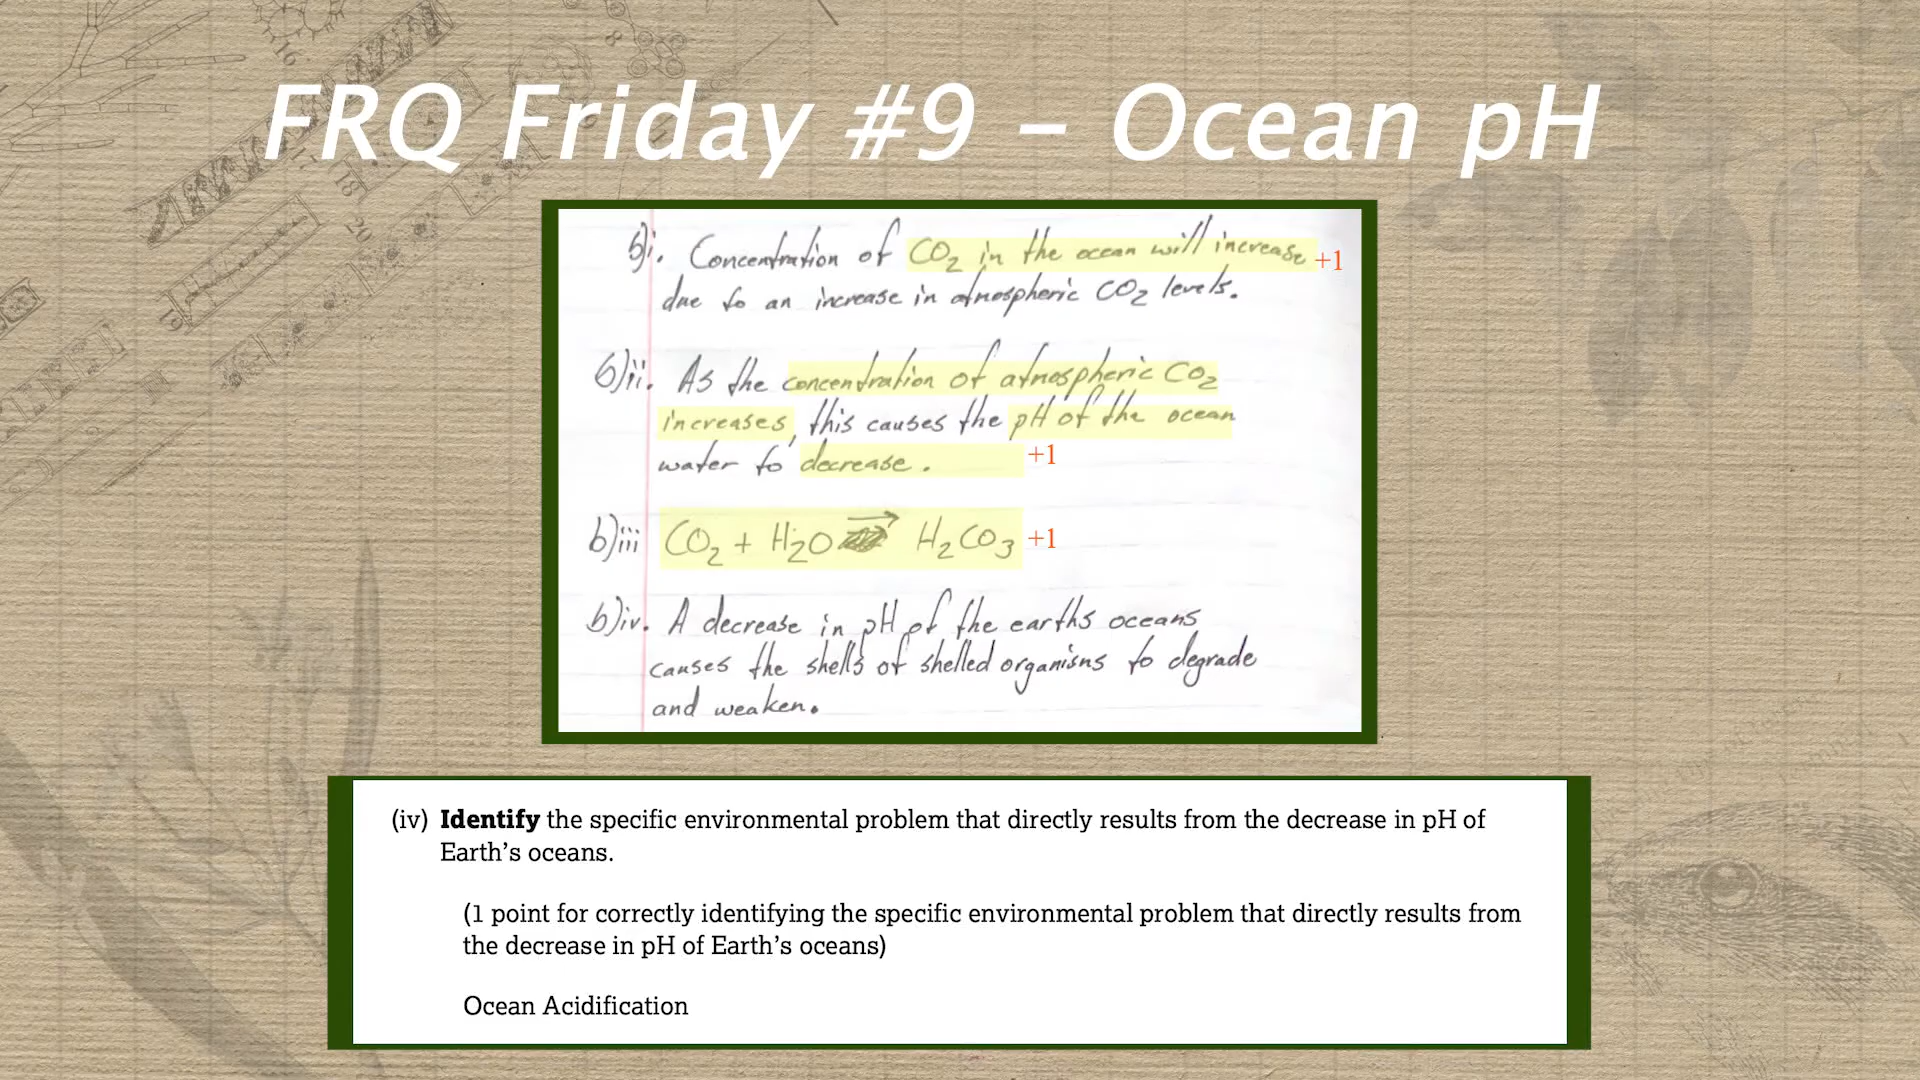 FRQ Friday #9 – Ocean pH
b)i. Concentration of CO₂ in the ocean will increase +1
due to an increase in atmospheric CO₂ levels.
b)ii. As the concentration of atmospheric CO₂
increases, this causes the pH of the ocean
water to decrease. +1
b)iii CO₂ + H₂O → H₂CO₃ +1
b)iv. A decrease in pH of the earths oceans
causes the shells of shelled organisms to degrade
and weaken.
(iv) Identify the specific environmental problem that directly results from the decrease in pH of
Earth’s oceans.
(1 point for correctly identifying the specific environmental problem that directly results from
the decrease in pH of Earth’s oceans)
Ocean Acidification